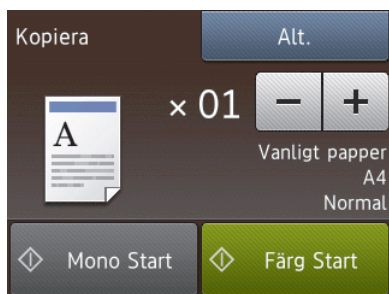 Kopiera
Alt.
× 01
− +
A
Vanligt papper
A4
Normal
Mono Start
Färg Start